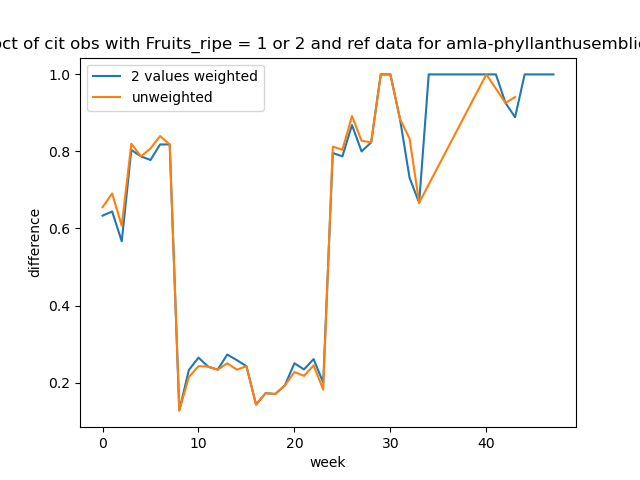 oct of cit obs with Fruits_ripe = 1 or 2 and ref data for amla-phyllanthusemblic
2 values weighted
unweighted
1.0
0.8
0.6
0.4
0.2
difference
0 10 20 30 40
week